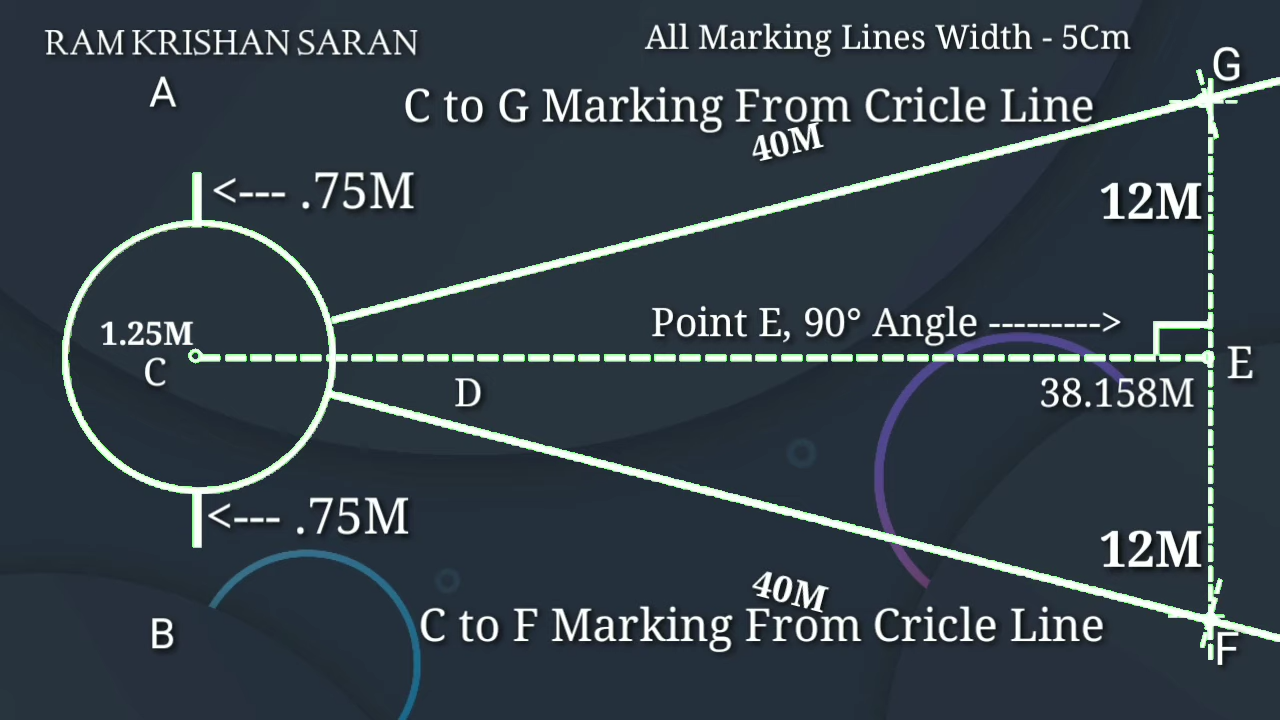 RAM KRISHAN SARAN
All Marking Lines Width - 5Cm
G
A
C to G Marking From Cricle Line
40M
<--- .75M
12M
1.25M
Point E, 90° Angle --------->
C
E
D
38.158M
<--- .75M
12M
40M
B
C to F Marking From Cricle Line
F